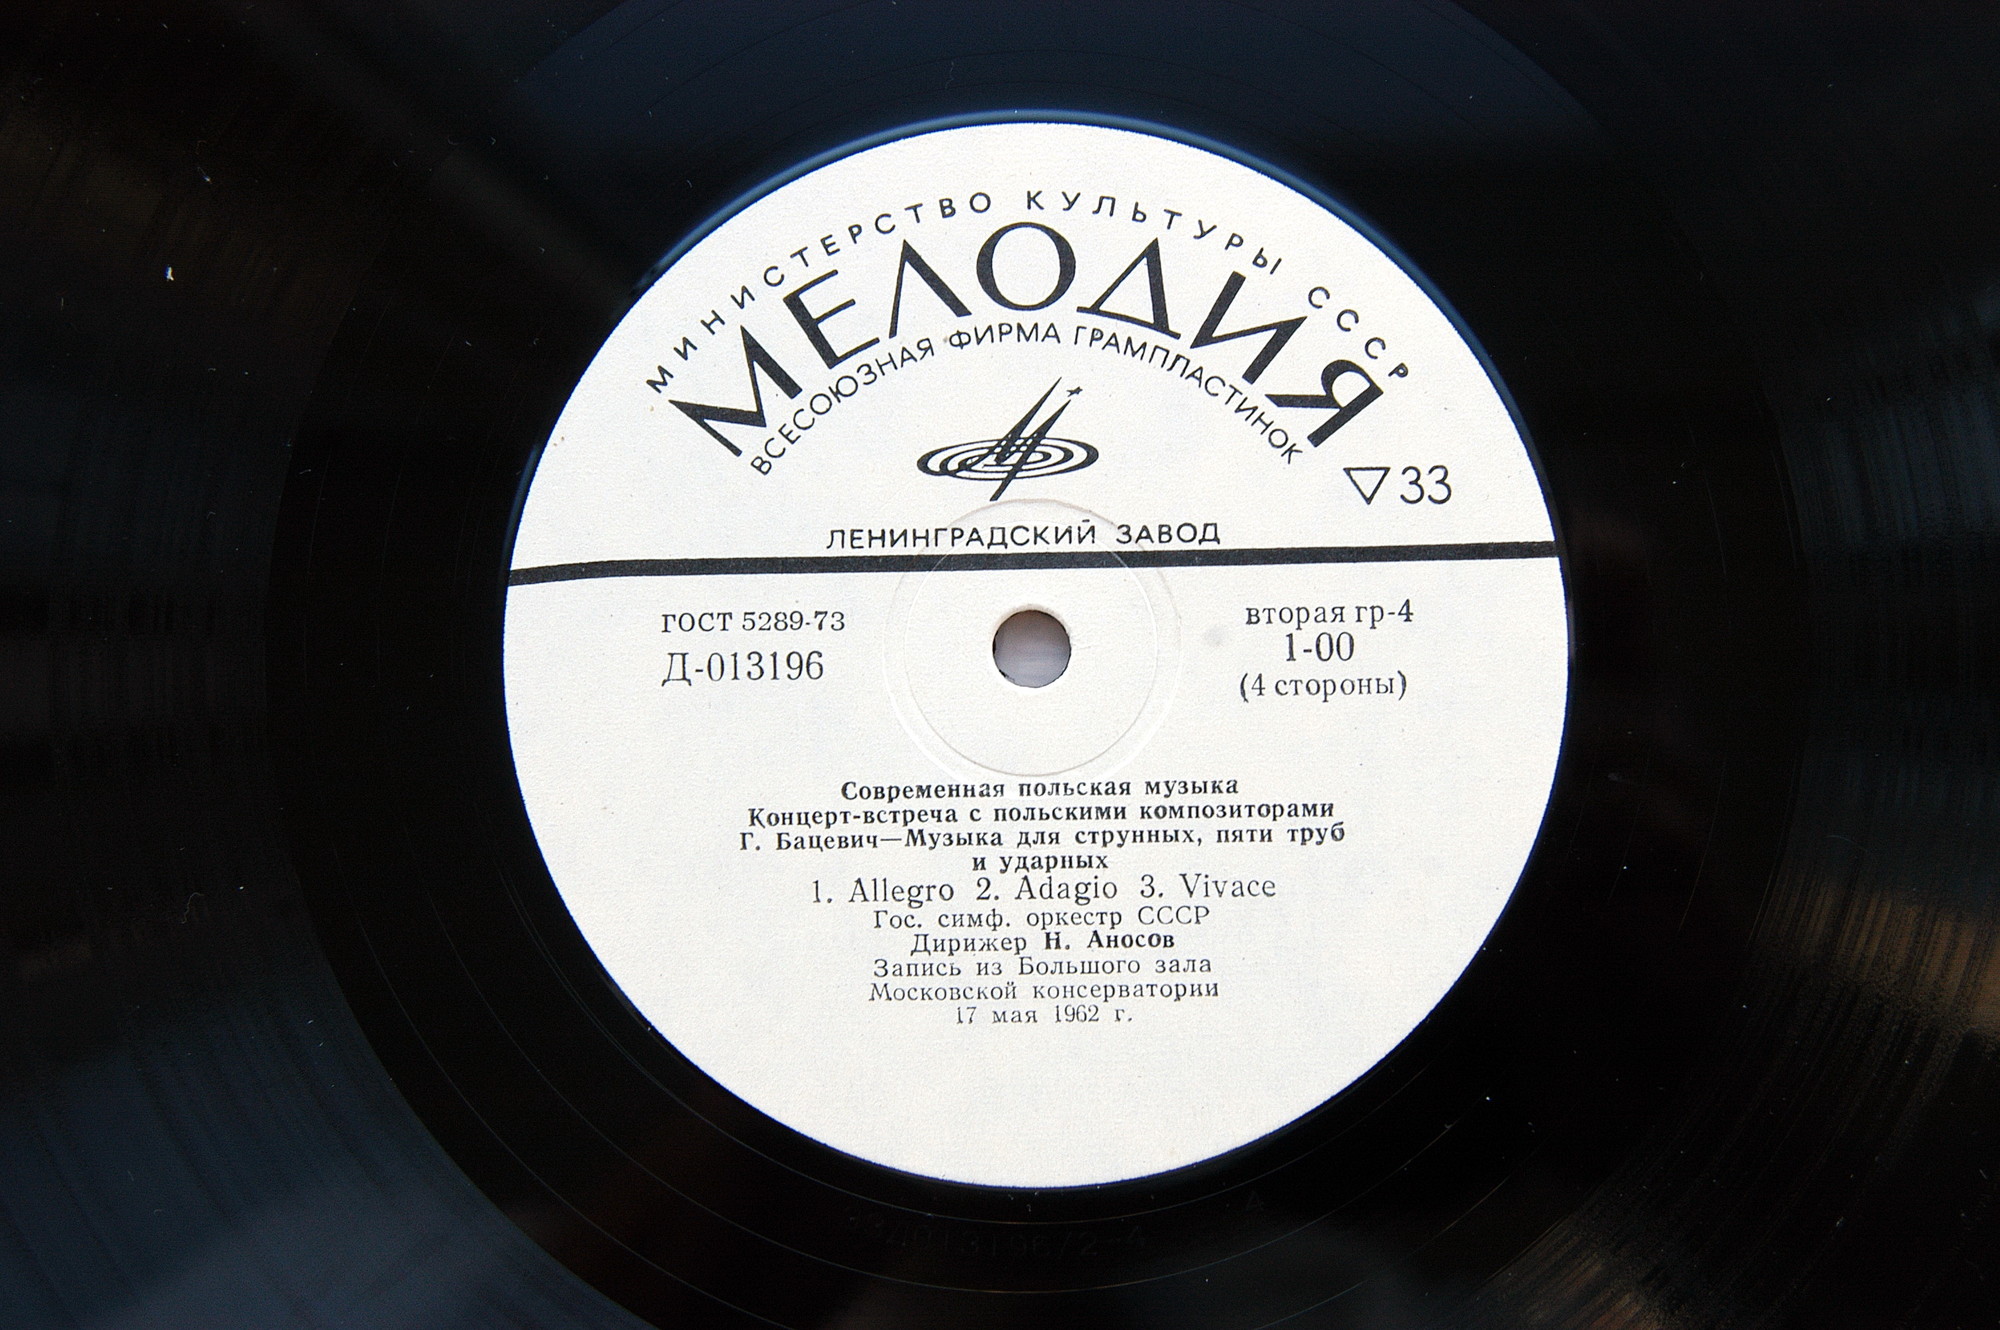 МИНИСТЕРСТВО КУЛЬТУРЫ СССР
МЕЛОДИЯ
ВСЕСОЮЗНАЯ ФИРМА ГРАМПЛАСТИНОК
▽33
ЛЕНИНГРАДСКИЙ ЗАВОД
ГОСТ 5289-73
Д-013196
вторая гр-4
1-00
(4 стороны)
Современная польская музыка
Концерт-встреча с польскими композиторами
Г. Бацевич—Музыка для струнных, пяти труб
и ударных
1. Allegro 2. Adagio 3. Vivace
Гос. симф. оркестр СССР
Дирижер Н. Аносов
Запись из Большого зала
Московской консерватории
17 мая 1962 г.